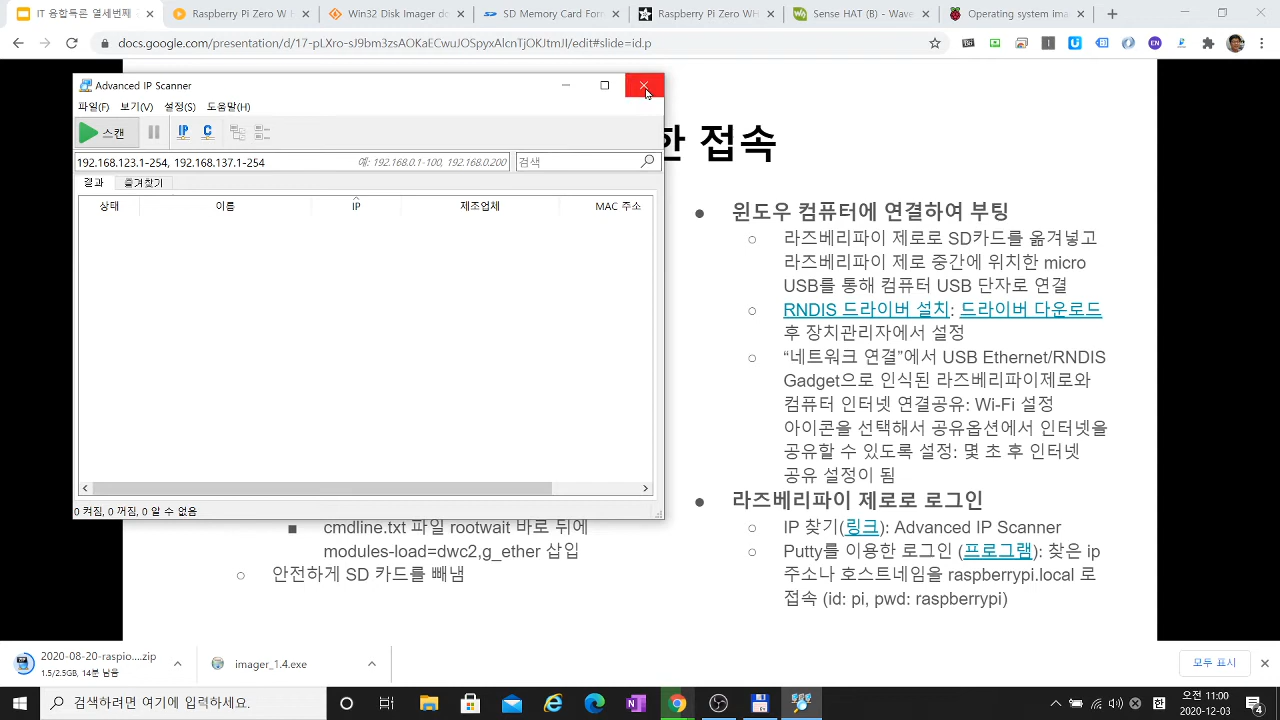 IT 융합특론 열세번째
Raspberry Pi Zero W
Win32 Disk Imager
SD Memory Card For
Raspberry Pi
Sense HAT (B) - Wave
Operating system ima
docs.google.com/presentation/d/17-pLXro-sJ9hm3zsAOKaECwziOSpyxAlcnTjOKItmJI/edit#slide=id.p
Advanced IP Scanner
파일(F) 보기(V) 설정(S) 도움말(H)
스캔 IP C
192.168.123.1-254, 192.168.137.1-254
예: 192.168.0.1-100, 192.168.0.200
검색
결과 즐겨찾기
상태 이름 IP 제조업체 MAC 주소
0 켜짐, 0 꺼짐, 0 알 수 없음
한 접속
cmdline.txt 파일 rootwait 바로 뒤에
modules-load=dwc2,g_ether 삽입
안전하게 SD 카드를 빼냄
윈도우 컴퓨터에 연결하여 부팅
라즈베리파이 제로로 SD카드를 옮겨넣고
라즈베리파이 제로 중간에 위치한 micro
USB를 통해 컴퓨터 USB 단자로 연결
RNDIS 드라이버 설치: 드라이버 다운로드
후 장치관리자에서 설정
“네트워크 연결”에서 USB Ethernet/RNDIS
Gadget으로 인식된 라즈베리파이제로와
컴퓨터 인터넷 연결공유: Wi-Fi 설정
아이콘을 선택해서 공유옵션에서 인터넷을
공유할 수 있도록 설정: 몇 초 후 인터넷
공유 설정이 됨
라즈베리파이 제로로 로그인
IP 찾기(링크): Advanced IP Scanner
Putty를 이용한 로그인 (프로그램): 찾은 ip
주소나 호스트네임을 raspberrypi.local 로
접속 (id: pi, pwd: raspberrypi)
2020-08-20-raspio....zip
1.5/2.5GB, 14분 남음
imager_1.4.exe
모두 표시
검색하려면 여기에 입력하십시오.
한
오전 11:00
2020-12-03
4